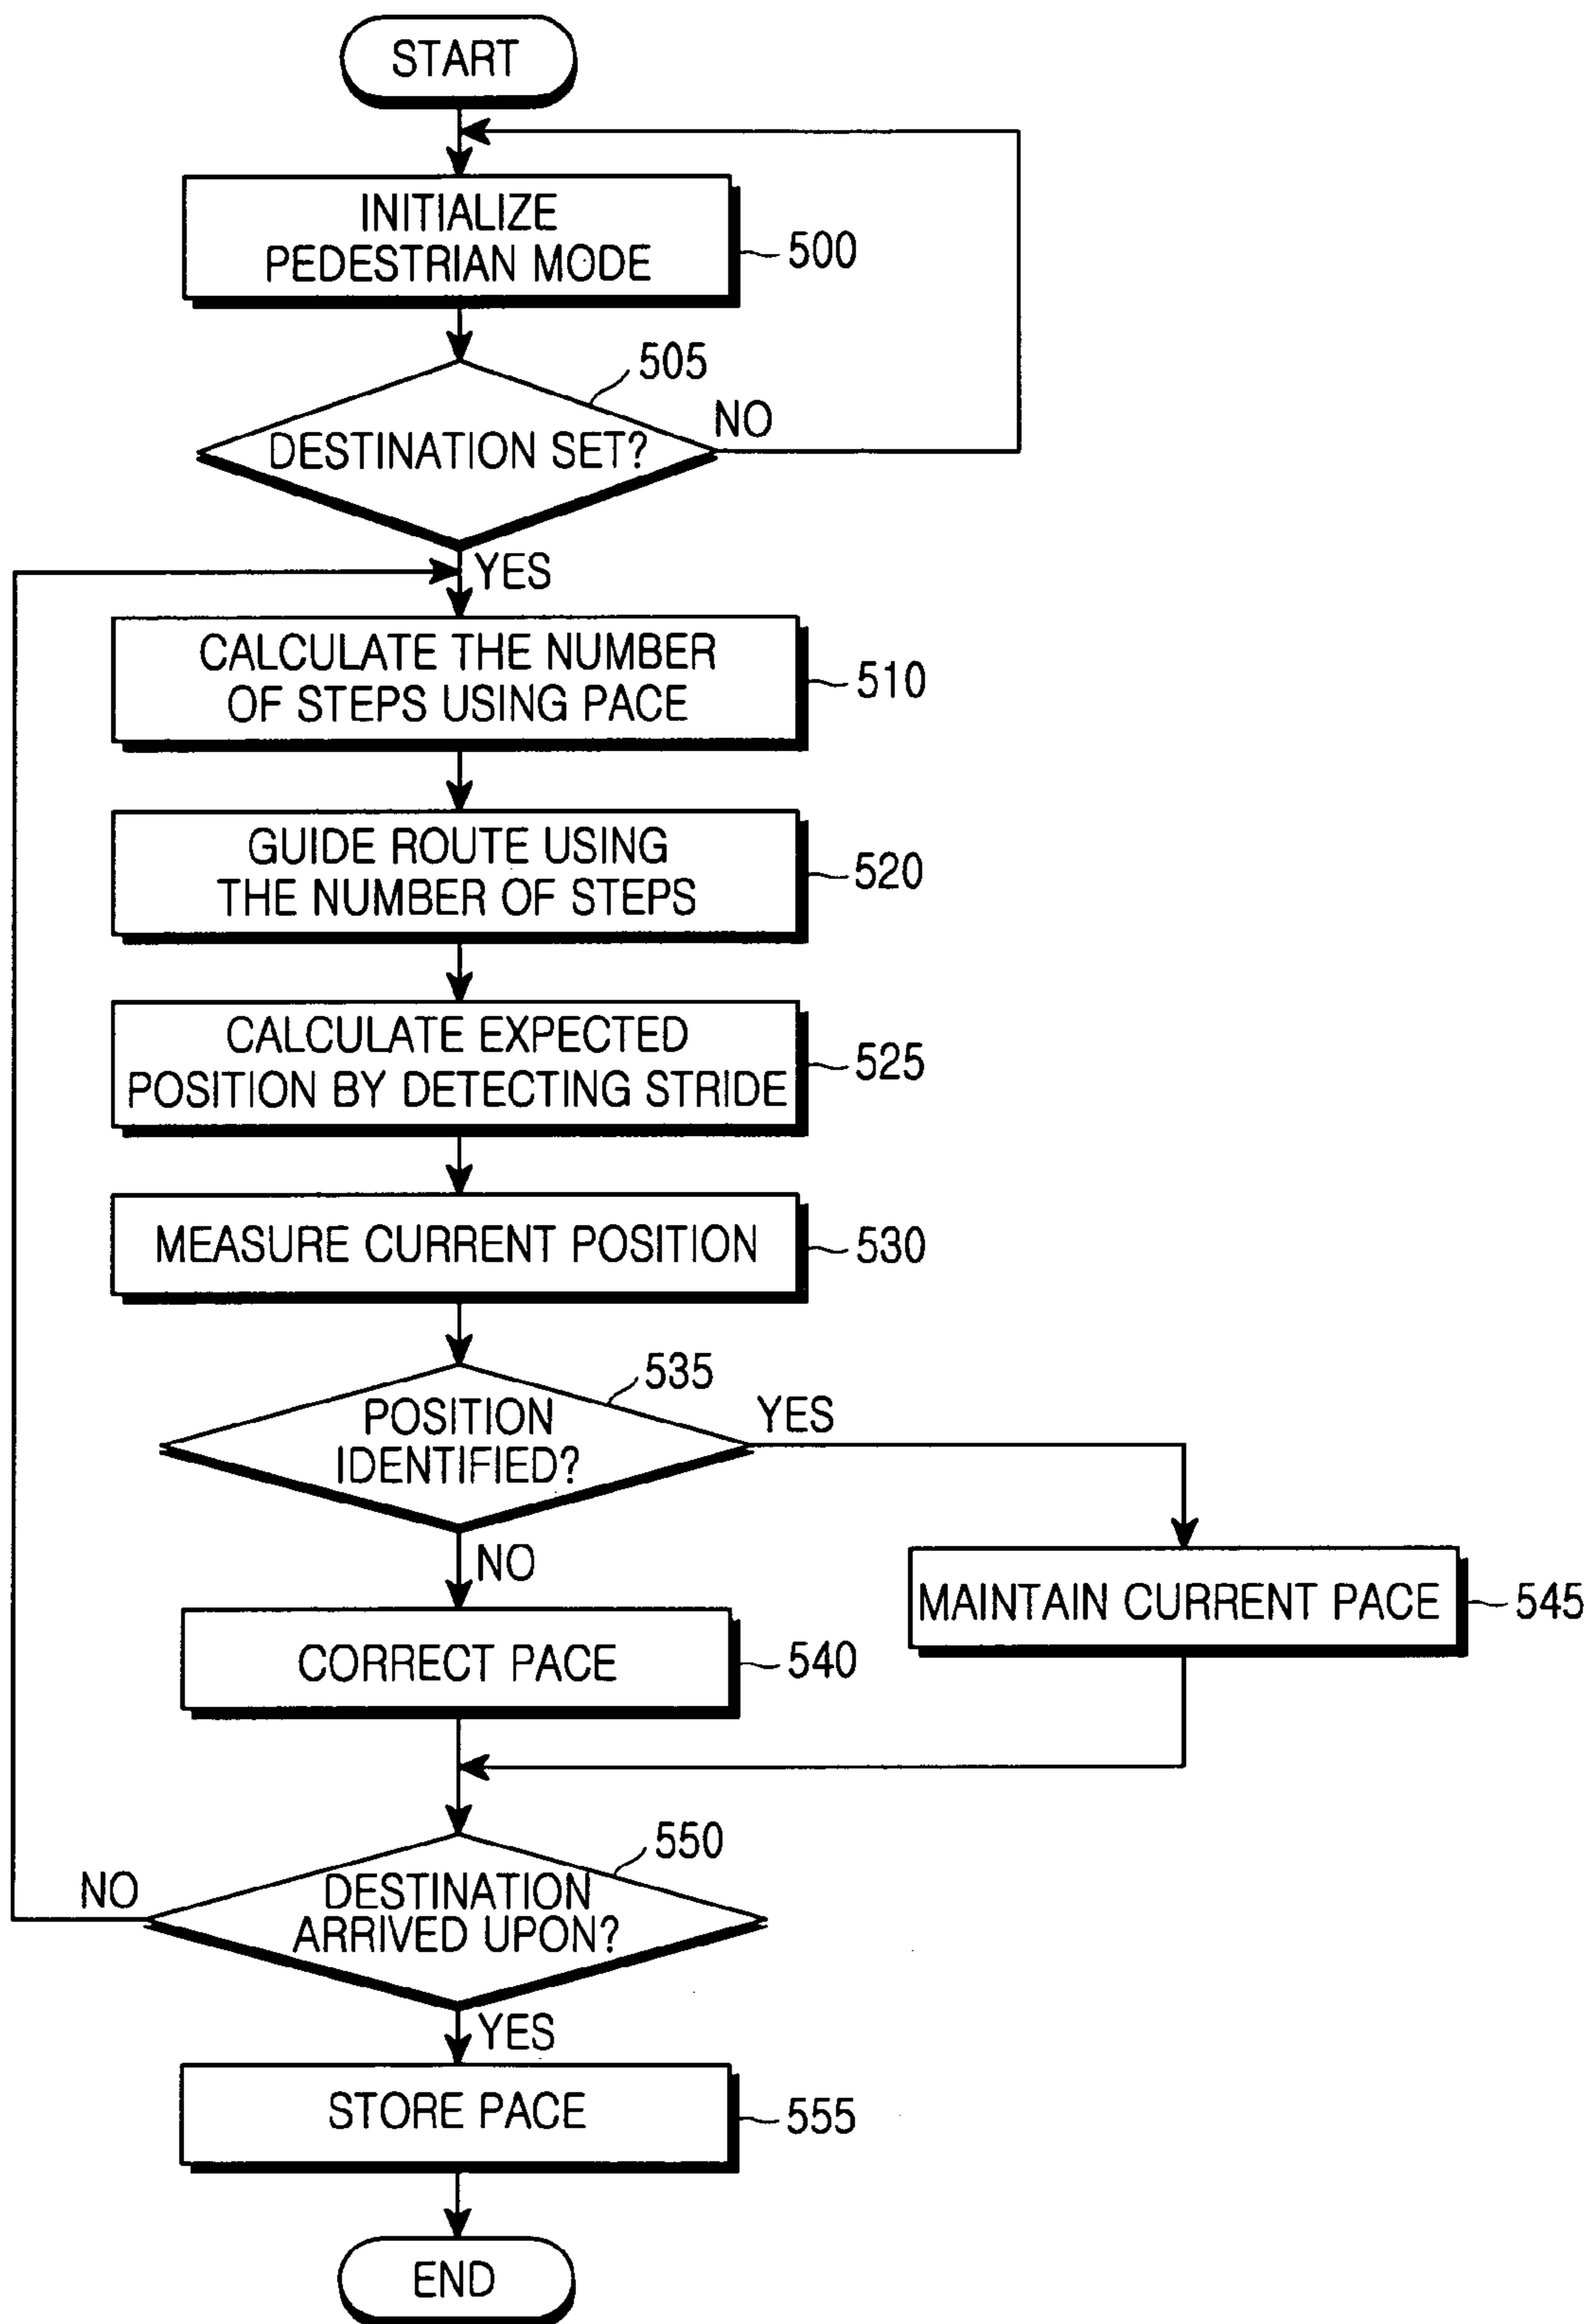 START
INITIALIZE
PEDESTRIAN MODE
500
505
DESTINATION SET?
NO
YES
CALCULATE THE NUMBER
OF STEPS USING PACE
510
GUIDE ROUTE USING
THE NUMBER OF STEPS
520
CALCULATE EXPECTED
POSITION BY DETECTING STRIDE
525
MEASURE CURRENT POSITION
530
535
POSITION
IDENTIFIED?
YES
NO
MAINTAIN CURRENT PACE
545
CORRECT PACE
540
550
NO
DESTINATION
ARRIVED UPON?
YES
STORE PACE
555
END